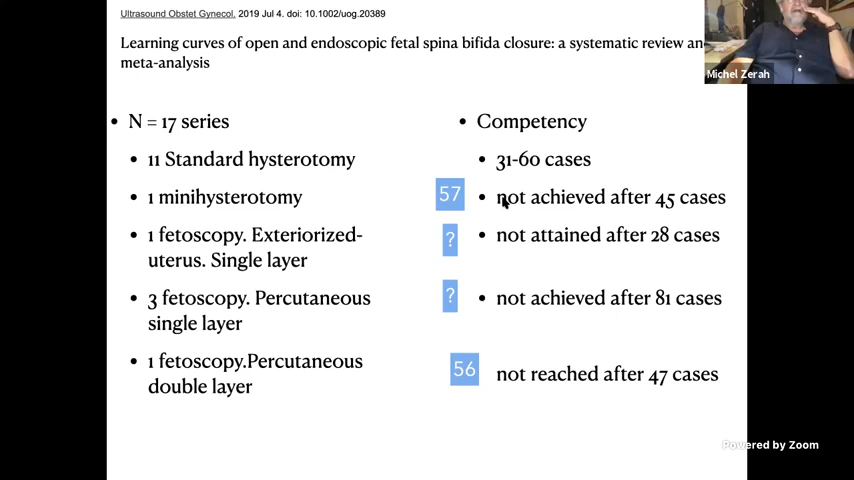 Ultrasound Obstet Gynecol. 2019 Jul 4. doi: 10.1002/uog.20389
Learning curves of open and endoscopic fetal spina bifida closure: a systematic review an
meta-analysis
Michel Zerah
• N = 17 series
• 11 Standard hysterotomy
• 1 minihysterotomy
• 1 fetoscopy. Exteriorized-
uterus. Single layer
• 3 fetoscopy. Percutaneous
single layer
• 1 fetoscopy.Percutaneous
double layer
• Competency
• 31-60 cases
57 • not achieved after 45 cases
? • not attained after 28 cases
? • not achieved after 81 cases
56 not reached after 47 cases
Powered by Zoom